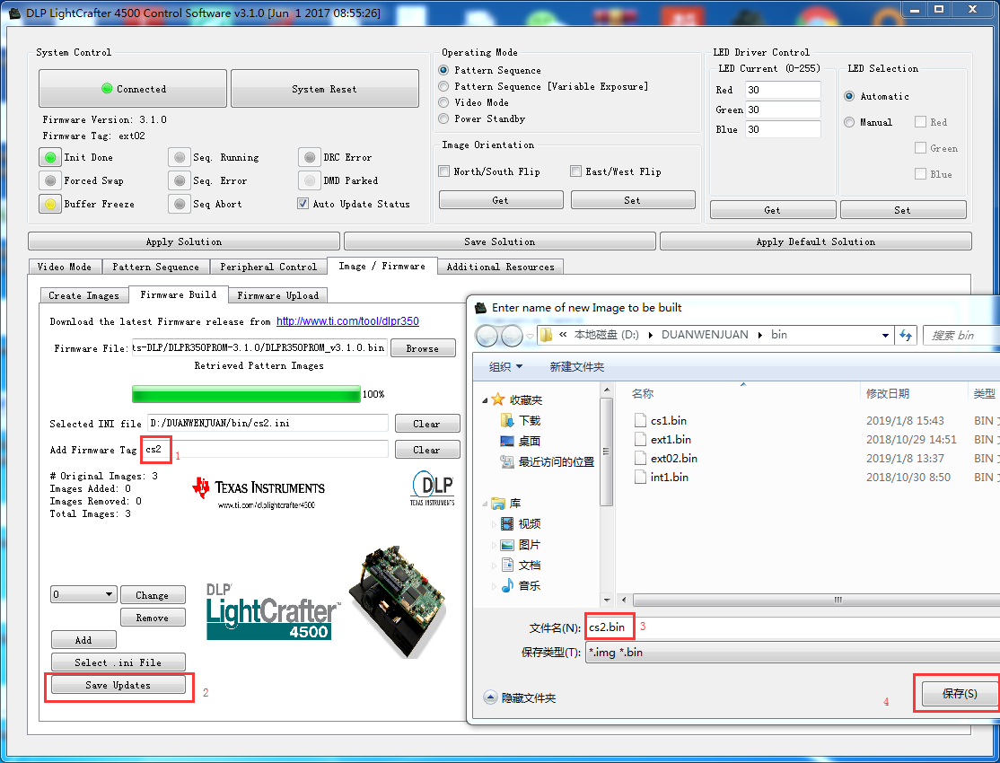 DLP LightCrafter 4500 Control Software v3.1.0 [Jun  1 2017 08:55:26]
System Control
Connected
System Reset
Firmware Version: 3.1.0
Firmware Tag: ext02
Init Done
Seq. Running
DRC Error
Forced Swap
Seq. Error
DMD Parked
Buffer Freeze
Seq Abort
Auto Update Status
Operating Mode
Pattern Sequence
Pattern Sequence [Variable Exposure]
Video Mode
Power Standby
Image Orientation
North/South Flip
East/West Flip
Get
Set
LED Driver Control
LED Current (0-255)
Red 30
Green 30
Blue 30
LED Selection
Automatic
Manual
Red
Green
Blue
Get
Set
Apply Solution
Save Solution
Apply Default Solution
Video Mode
Pattern Sequence
Peripheral Control
Image / Firmware
Additional Resources
Create Images
Firmware Build
Firmware Upload
Download the latest Firmware release from http://www.ti.com/tool/dlpr350
Firmware File: ts-DLP/DLPR350PROM-3.1.0/DLPR350PROM_v3.1.0.bin
Browse
Retrieved Pattern Images
100%
Selected INI file D:/DUANWENJUAN/bin/cs2.ini
Clear
Add Firmware Tag cs2
1
Clear
# Original Images: 3
Images Added: 0
Images Removed: 0
Total Images: 3
TEXAS INSTRUMENTS
www.ti.com/dlplightcrafter4500
DLP
TEXAS INSTRUMENTS
0
Change
Remove
Add
Select .ini File
Save Updates
2
DLP
LightCrafter™
4500
Enter name of new Image to be built
« 本地磁盘 (D:) DUANWENJUAN bin
搜索 bin
组织
新建文件夹
收藏夹
下载
桌面
最近访问的位置
库
视频
图片
文档
音乐
名称
修改日期
类型
cs1.bin 2019/1/8 15:43 BIN
ext1.bin 2018/10/29 14:51 BIN
ext02.bin 2019/1/8 13:37 BIN
int1.bin 2018/10/30 8:50 BIN
文件名(N): cs2.bin
3
保存类型(T): *.img *.bin
隐藏文件夹
4
保存(S)